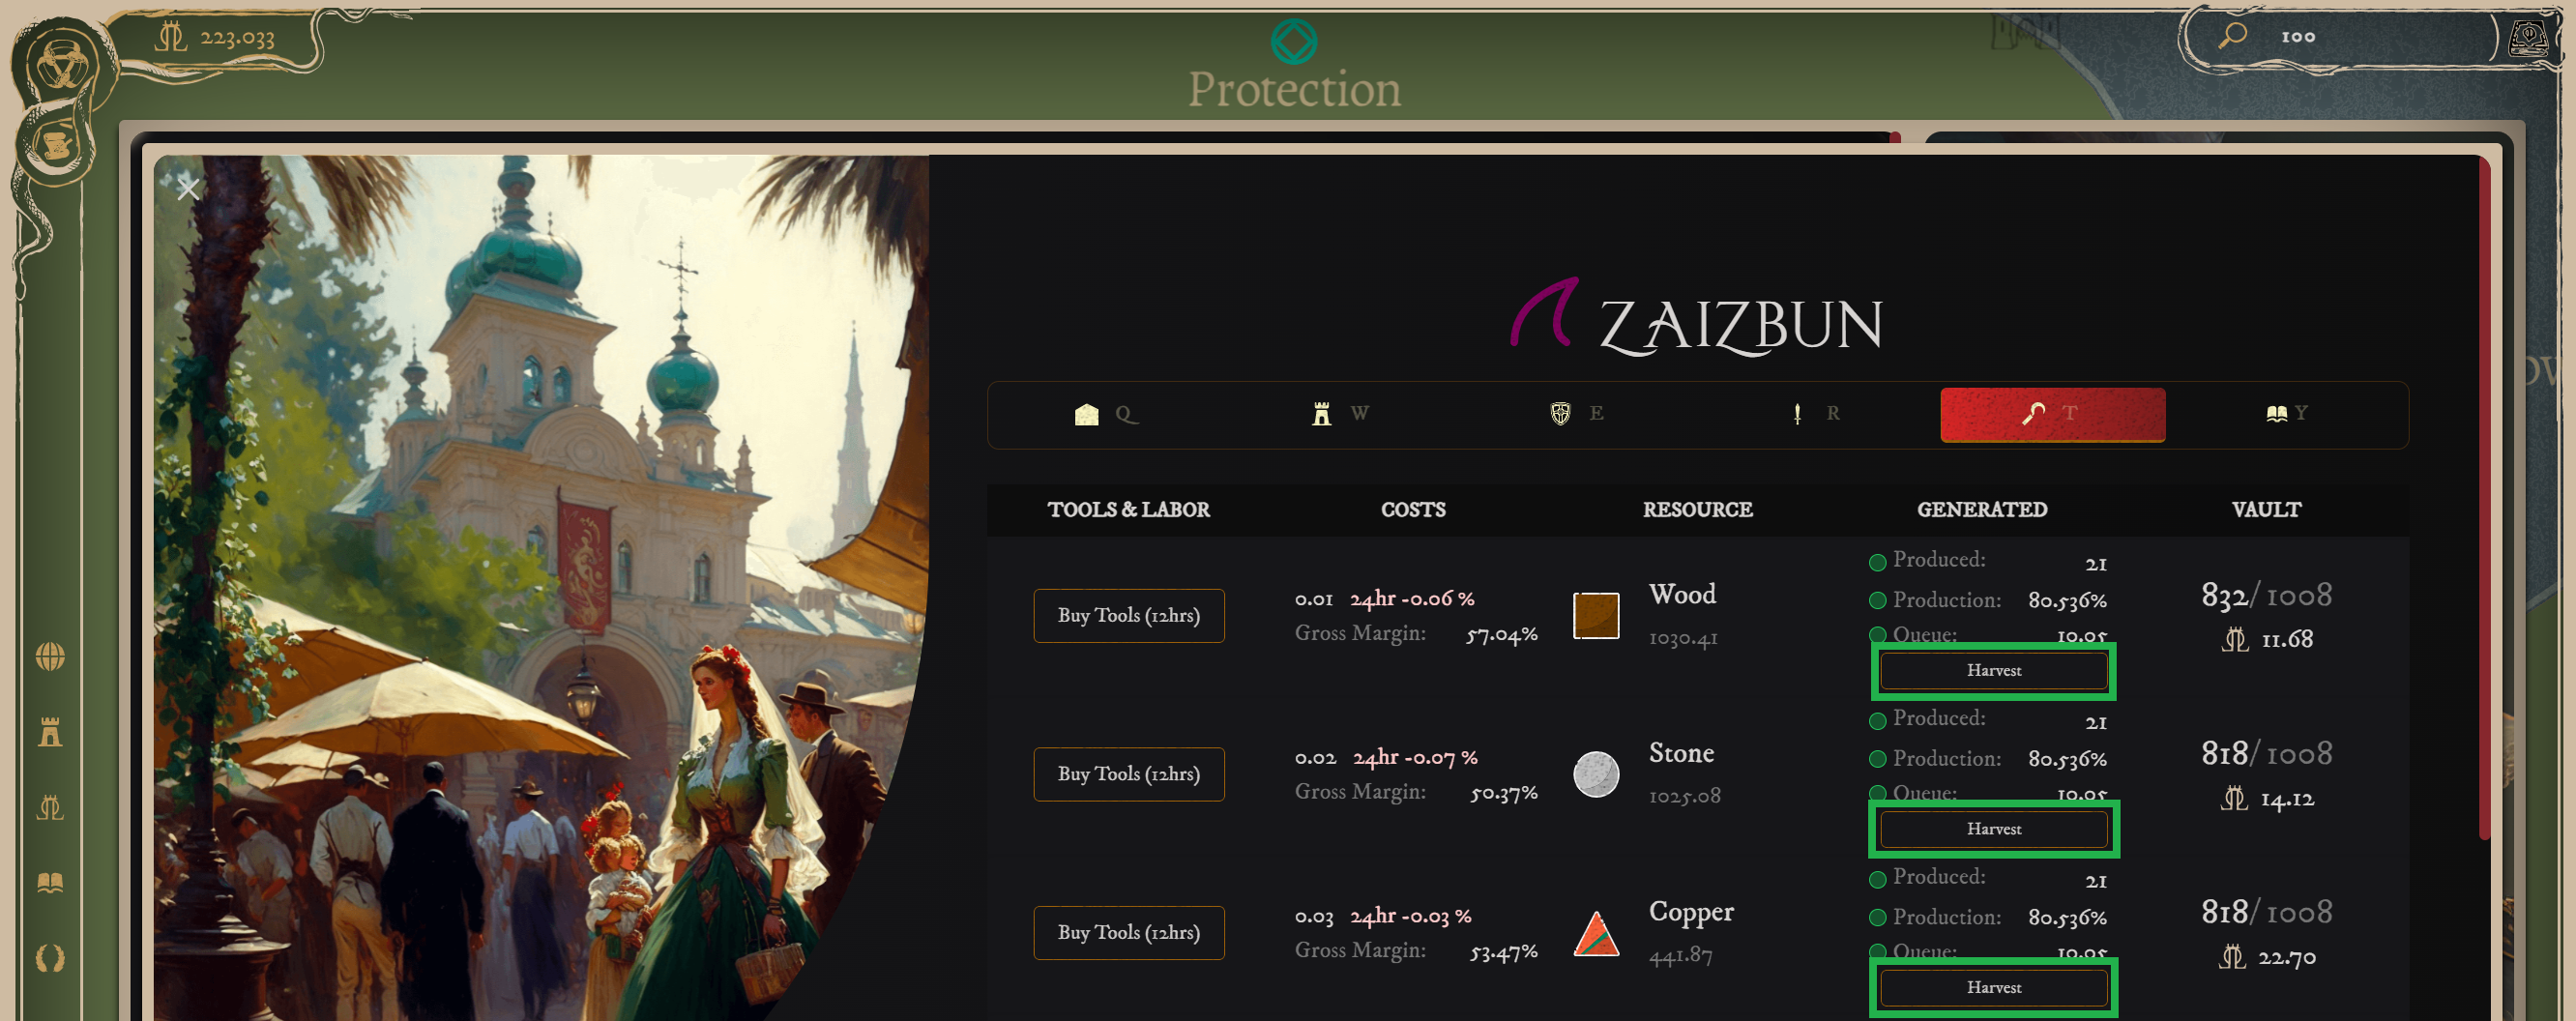 223.033
Protection
100
ZAIZBUN
Q W E R T Y
TOOLS & LABOR COSTS RESOURCE GENERATED VAULT
Buy Tools (12hrs)
0.01 24hr -0.06 %
Gross Margin: 57.04%
Wood
1030.41
Produced: 21
Production: 80.536%
Queue: 10.05
Harvest
832/ 1008
11.68
Buy Tools (12hrs)
0.02 24hr -0.07 %
Gross Margin: 50.37%
Stone
1025.08
Produced: 21
Production: 80.536%
Queue: 10.05
Harvest
818/ 1008
14.12
Buy Tools (12hrs)
0.03 24hr -0.03 %
Gross Margin: 53.47%
Copper
441.87
Produced: 21
Production: 80.536%
Queue: 10.05
Harvest
818/ 1008
22.70